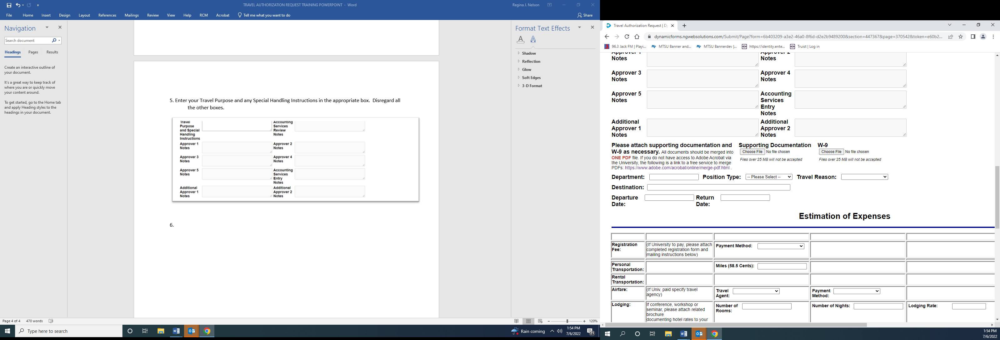 TRAVEL AUTHORIZATION REQUEST TRAINING POWERPOINT - Word
Regina J. Nelson
File Home Insert Design Layout References Mailings Review View Help RCM Acrobat Tell me what you want to do
Share
Navigation
Search document
Headings Pages Results
Create an interactive outline of
your document.
It's a great way to keep track of
where you are or quickly move
your content around.
To get started, go to the Home tab
and apply Heading styles to the
headings in your document.
5. Enter your Travel Purpose and any Special Handling Instructions in the appropriate box. Disregard all
the other boxes.
Travel
Purpose
and Special
Handling
Instructions
Accounting
Services
Review
Notes
Approver 1
Notes
Approver 2
Notes
Approver 3
Notes
Approver 4
Notes
Approver 5
Notes
Accounting
Services
Entry
Notes
Additional
Approver 1
Notes
Additional
Approver 2
Notes
6.
Format Text Effects
Shadow
Reflection
Glow
Soft Edges
3-D Format
Page 4 of 4 470 words
120%
Type here to search
Rain coming
1:54 PM
7/6/2022
21
Travel Authorization Request | Dy
dynamicforms.ngwebsolutions.com/Submit/Page?form=6b403209-a3e2-46a0-8f6d-d2e2b9489200&section=447367&page=370542&token=e60b2...
96.3 Jack FM | Playi... MTSU Banner and... MTSU Bannerdev |... https://identity.ente... Truist | Log in
Approver 1
Notes
Approver 2
Notes
Approver 3
Notes
Approver 4
Notes
Approver 5
Notes
Accounting
Services
Entry
Notes
Additional
Approver 1
Notes
Additional
Approver 2
Notes
Please attach supporting documentation and
W-9 as necessary. All documents should be merged into
ONE PDF file. If you do not have access to Adobe Acrobat via
the University, the following is a link to a free service to merge
PDFs: https://www.adobe.com/acrobat/online/merge-pdf.html .
Supporting Documentation
Choose File No file chosen
Files over 25 MB will not be accepted
W-9
Choose File No file chosen
Files over 25 MB will not be accepted
Department: Position Type: -- Please Select -- Travel Reason:
Destination:
Departure
Date:
Return
Date:
Estimation of Expenses
Registration
Fee:
(If University to pay, please attach
completed registration form and
mailing instructions below)
Payment Method:
Personal
Transportation:
Miles (58.5 Cents):
Rental
Transportation:
Airfare:
(If Univ. paid specify travel
agency)
Travel
Agent:
Payment
Method:
Lodging:
If conference, workshop or
seminar, please attach related
brochure
documenting hotel rates to your
Number of
Rooms:
Number of Nights:
Lodging Rate:
1:54 PM
7/6/2022